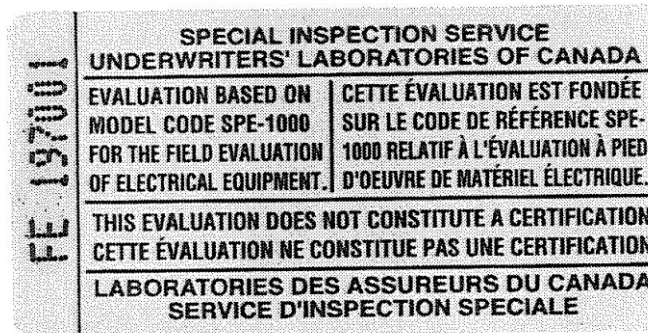 SPECIAL INSPECTION SERVICE
UNDERWRITERS' LABORATORIES OF CANADA
EVALUATION BASED ON
MODEL CODE SPE-1000
FOR THE FIELD EVALUATION
OF ELECTRICAL EQUIPMENT.
CETTE ÉVALUATION EST FONDÉE
SUR LE CODE DE RÉFÉRENCE SPE-
1000 RELATIF À L'ÉVALUATION À PIED
D'OEUVRE DE MATÉRIEL ÉLECTRIQUE.
THIS EVALUATION DOES NOT CONSTITUTE A CERTIFICATION
CETTE ÉVALUATION NE CONSTITUE PAS UNE CERTIFICATION
LABORATORIES DES ASSUREURS DU CANADA
SERVICE D'INSPECTION SPECIALE
FE 197001